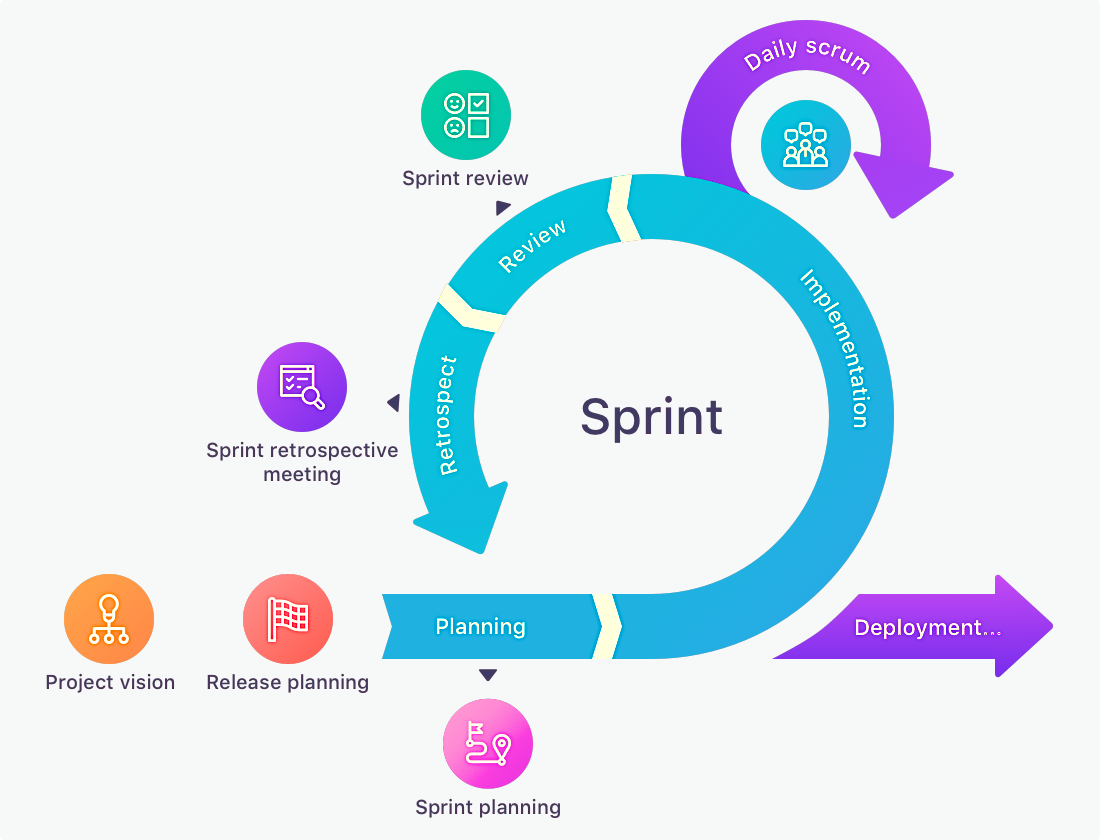 Daily scrum
Sprint review
Review
Implementation
Retrospect
Sprint
Sprint retrospective
meeting
Planning
Deployment...
Project vision
Release planning
Sprint planning